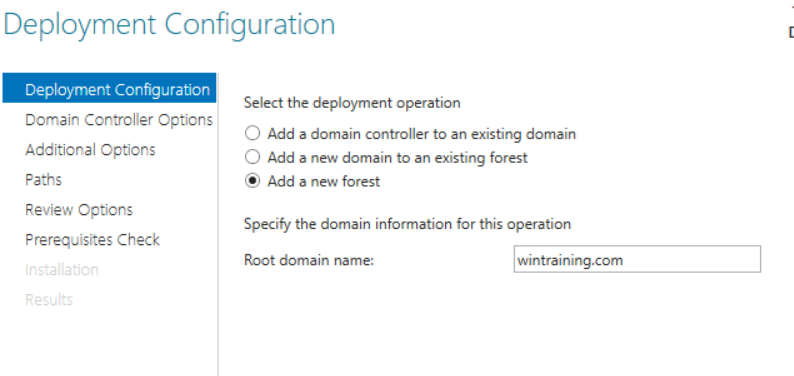 Deployment Configuration
Deployment Configuration
Domain Controller Options
Additional Options
Paths
Review Options
Prerequisites Check
Installation
Results
Select the deployment operation
Add a domain controller to an existing domain
Add a new domain to an existing forest
Add a new forest
Specify the domain information for this operation
Root domain name: wintraining.com